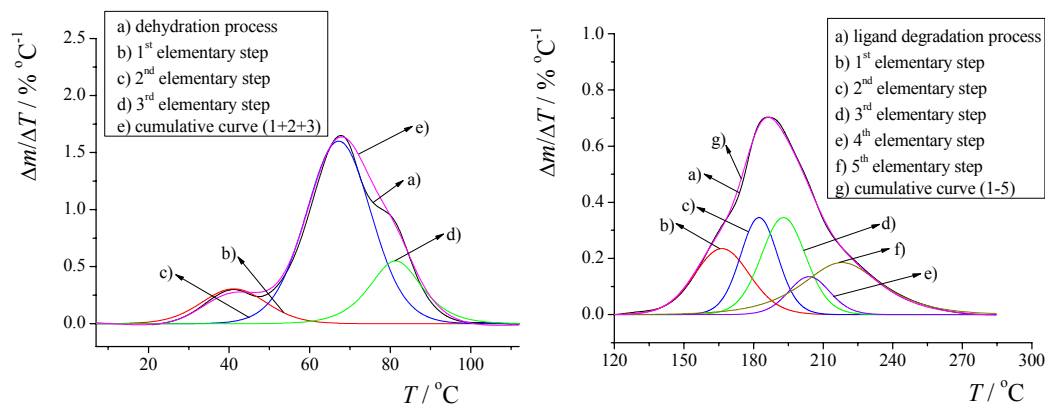 a) dehydration process
b) 1st elementary step
c) 2nd elementary step
d) 3rd elementary step
e) cumulative curve (1+2+3)
Δm/ΔT / % °C⁻¹
2.5
2.0
1.5
1.0
0.5
0.0
e)
a)
d)
b)
c)
20
40
60
80
100
T / °C
a) ligand degradation process
b) 1st elementary step
c) 2nd elementary step
d) 3rd elementary step
e) 4th elementary step
f) 5th elementary step
g) cumulative curve (1-5)
Δm/ΔT / % °C⁻¹
1.0
0.8
0.6
0.4
0.2
0.0
g)
a)
c)
b)
d)
f)
e)
120
150
180
210
240
270
300
T / °C